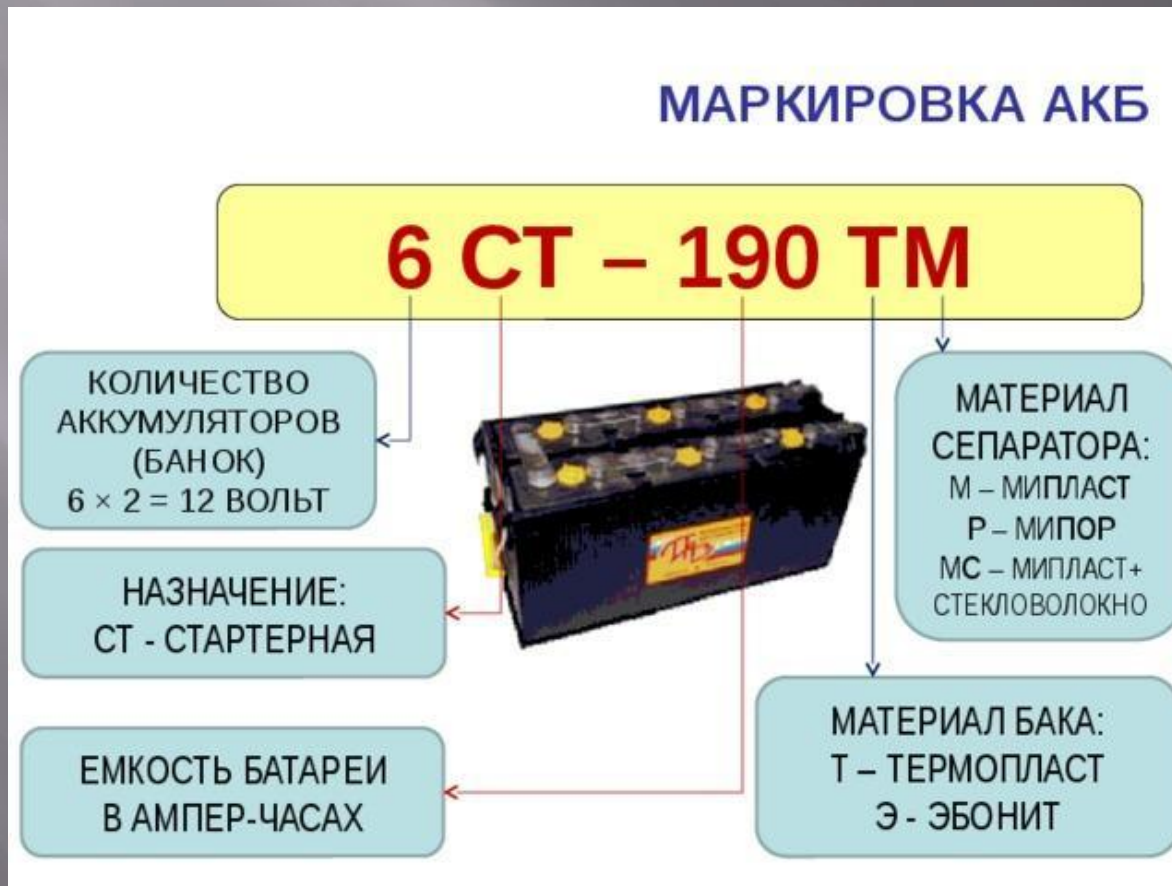 МАРКИРОВКА АКБ
6 СТ – 190 ТМ
КОЛИЧЕСТВО
АККУМУЛЯТОРОВ
(БАНОК)
6 × 2 = 12 ВОЛЬТ
НАЗНАЧЕНИЕ:
СТ - СТАРТЕРНАЯ
ЕМКОСТЬ БАТАРЕИ
В АМПЕР-ЧАСАХ
МАТЕРИАЛ
СЕПАРАТОРА:
М – МИПЛАСТ
Р – МИПОР
МС – МИПЛАСТ+
СТЕКЛОВОЛОКНО
МАТЕРИАЛ БАКА:
Т – ТЕРМОПЛАСТ
Э - ЭБОНИТ